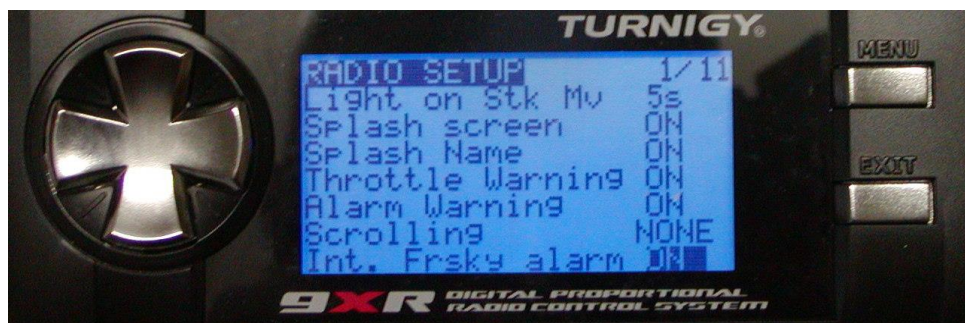 TURNIGY®
MENU
RADIO SETUP 1/11
Light on Stk Mv 5s
Splash screen ON
Splash Name ON
Throttle Warning ON
Alarm Warning ON
EXIT
Scrolling NONE
Int. Frsky alarm ON
9XR DIGITAL PROPORTIONAL
RADIO CONTROL SYSTEM